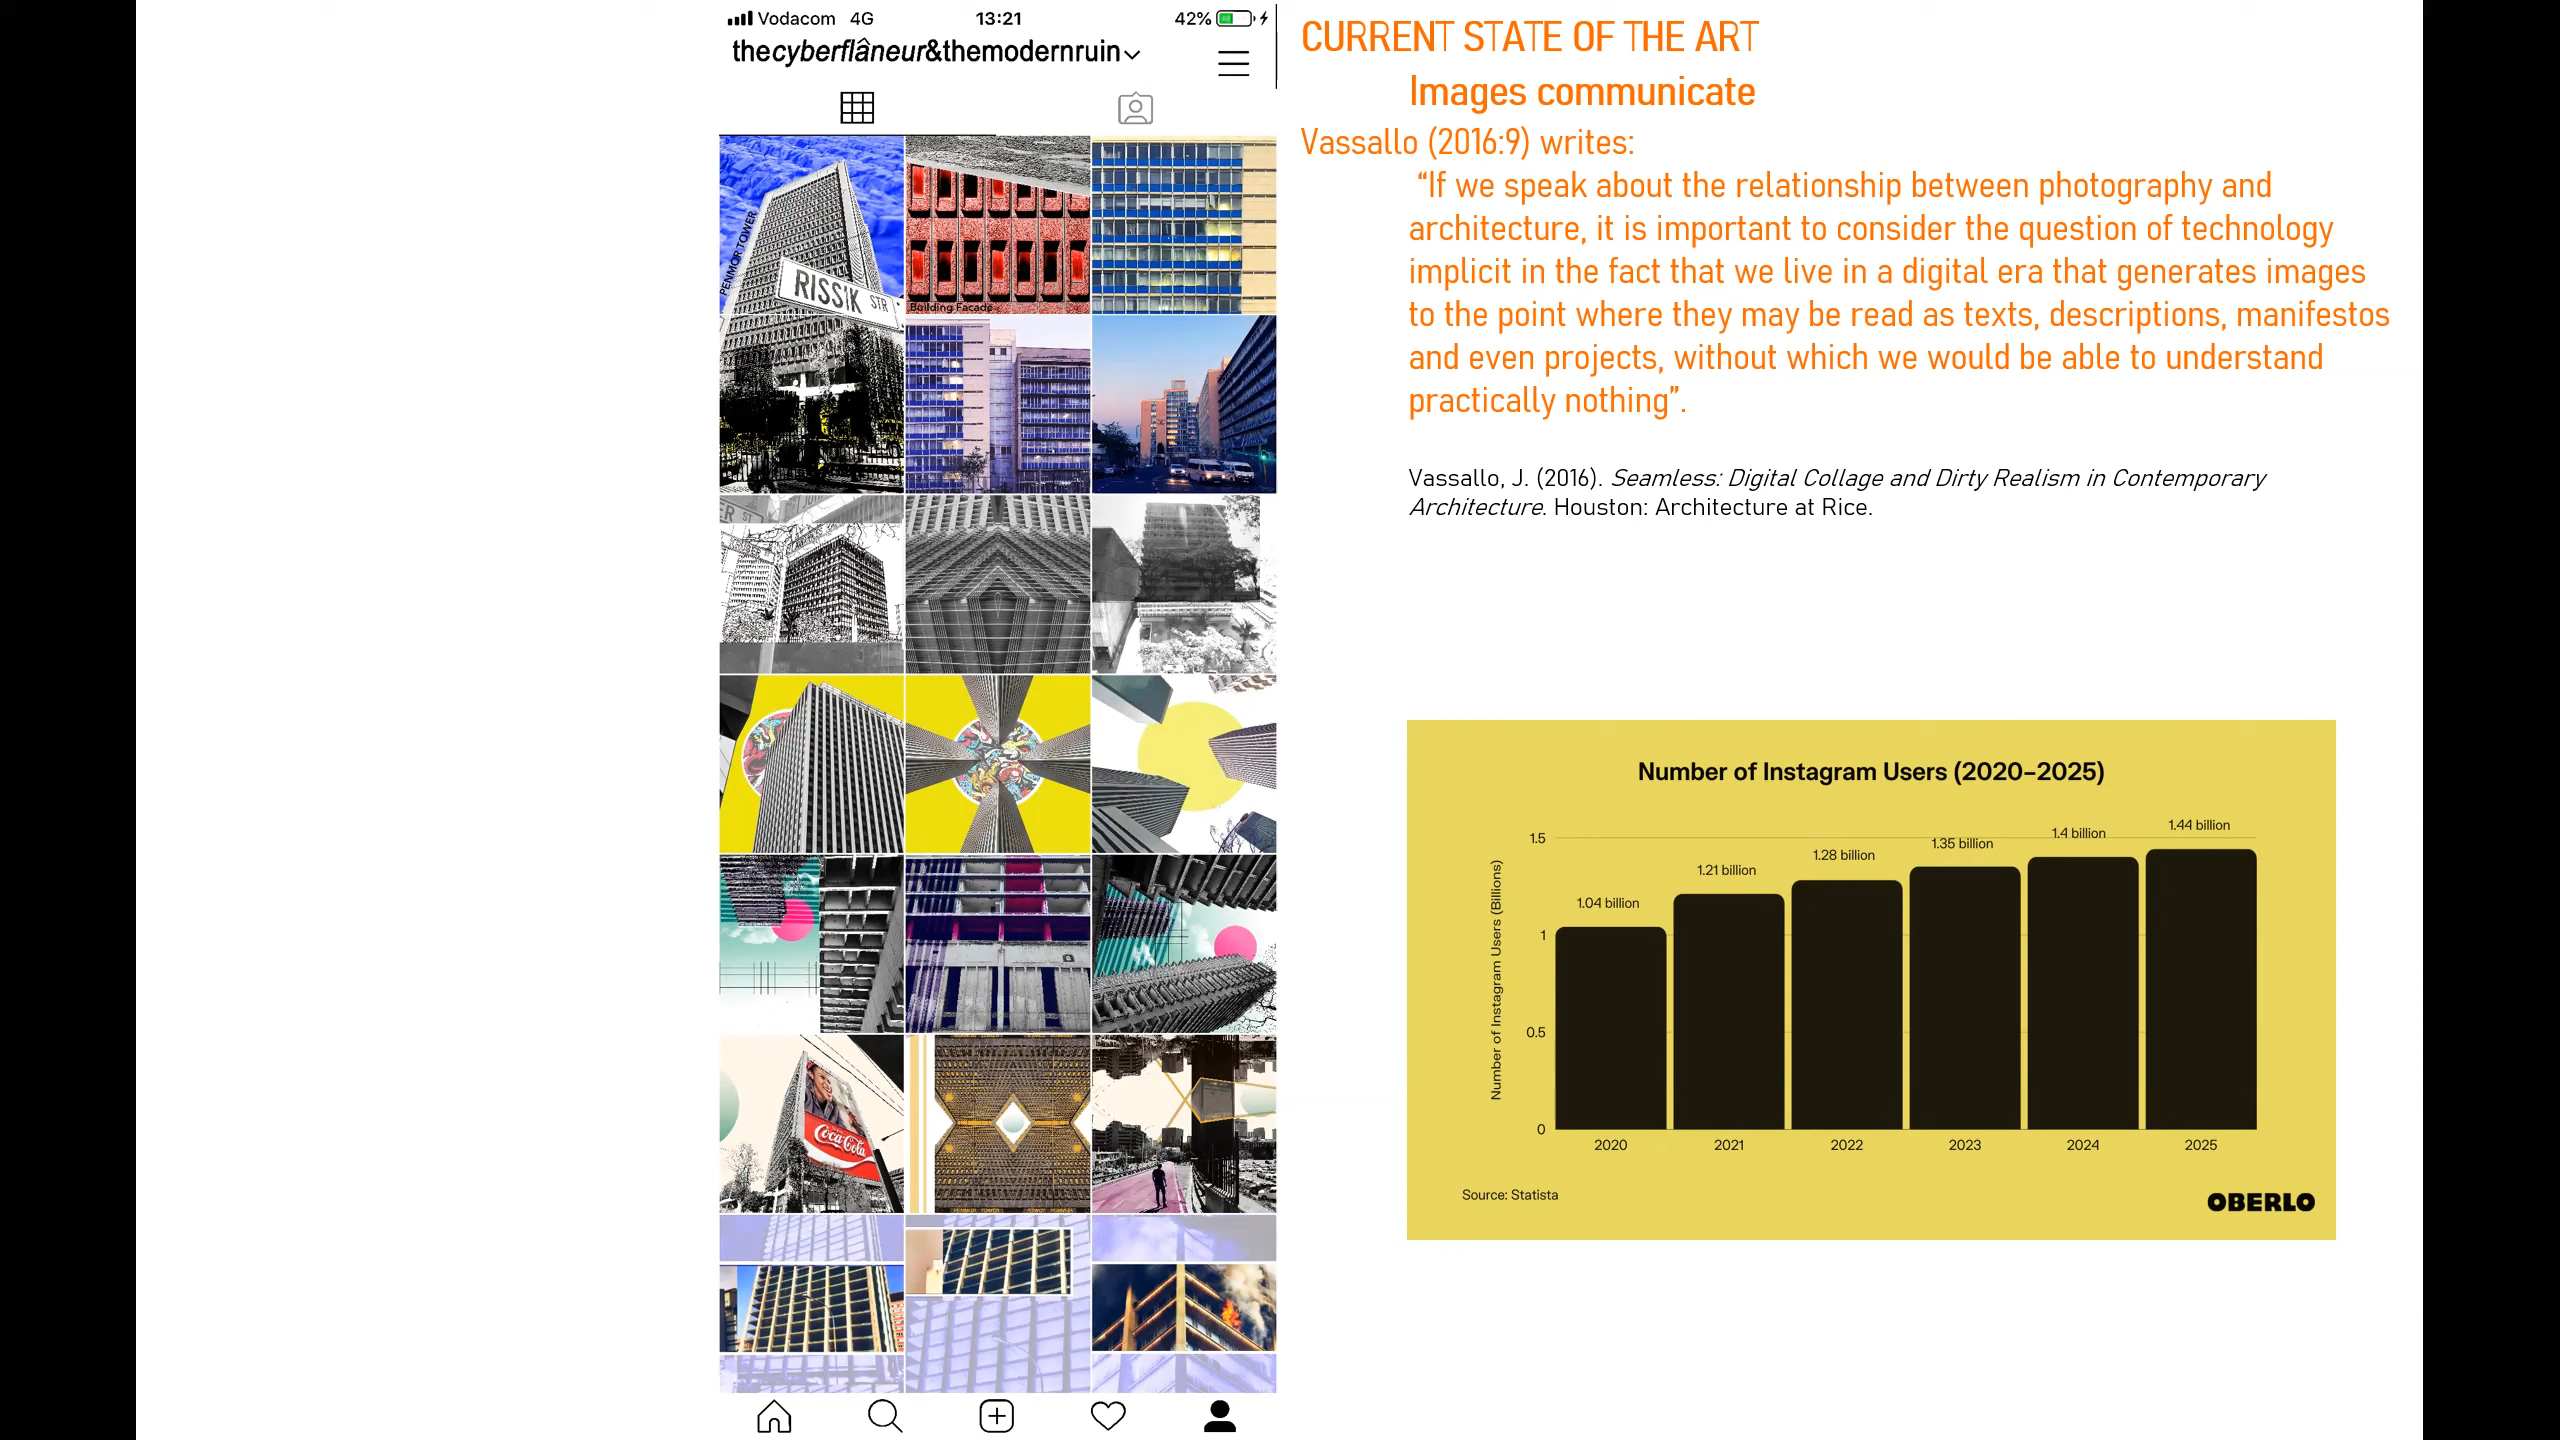 Vodacom 4G 13:21 42%
thecyberflâneur&themodernruin
PENMOR TOWER
RISSIK STR
Building Facade
ER ST
Coca-Cola
CURRENT STATE OF THE ART
Images communicate
Vassallo (2016:9) writes:
“If we speak about the relationship between photography and
architecture, it is important to consider the question of technology
implicit in the fact that we live in a digital era that generates images
to the point where they may be read as texts, descriptions, manifestos
and even projects, without which we would be able to understand
practically nothing”.
Vassallo, J. (2016). Seamless: Digital Collage and Dirty Realism in Contemporary
Architecture. Houston: Architecture at Rice.
Number of Instagram Users (2020–2025)
Number of Instagram Users (Billions)
1.5
1
0.5
0
1.04 billion
1.21 billion
1.28 billion
1.35 billion
1.4 billion
1.44 billion
2020 2021 2022 2023 2024 2025
Source: Statista
OBERLO